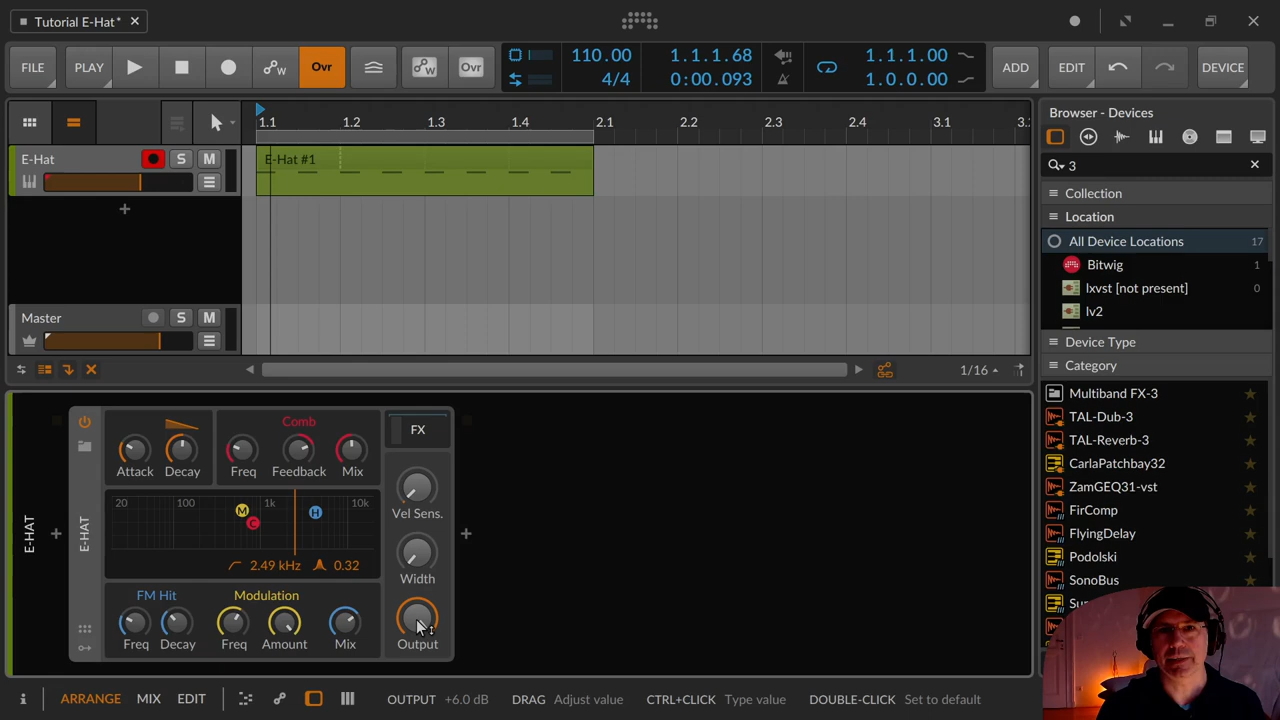 Tutorial E-Hat*
FILE
PLAY
Ovr
Ovr
110.00
4/4
1.1.1.68
0:00.093
1.1.1.00
1.0.0.00
ADD
EDIT
DEVICE
1.1
1.2
1.3
1.4
2.1
2.2
2.3
2.4
3.1
3.
Browser - Devices
3
E-Hat
S
M
E-Hat #1
Collection
Location
All Device Locations 17
Bitwig 1
lxvst [not present] 0
lv2
Device Type
Category
Master
S
M
1/16
Multiband FX-3
TAL-Dub-3
TAL-Reverb-3
CarlaPatchbay32
ZamGEQ31-vst
FirComp
FlyingDelay
Podolski
SonoBus
E-HAT
E-HAT
Attack
Decay
Comb
Freq
Feedback
Mix
FX
Vel Sens.
Width
Output
20
100
1k
10k
M
C
H
2.49 kHz
0.32
FM Hit
Modulation
Freq
Decay
Freq
Amount
Mix
i
ARRANGE
MIX
EDIT
OUTPUT +6.0 dB
DRAG Adjust value
CTRL+CLICK Type value
DOUBLE-CLICK Set to default